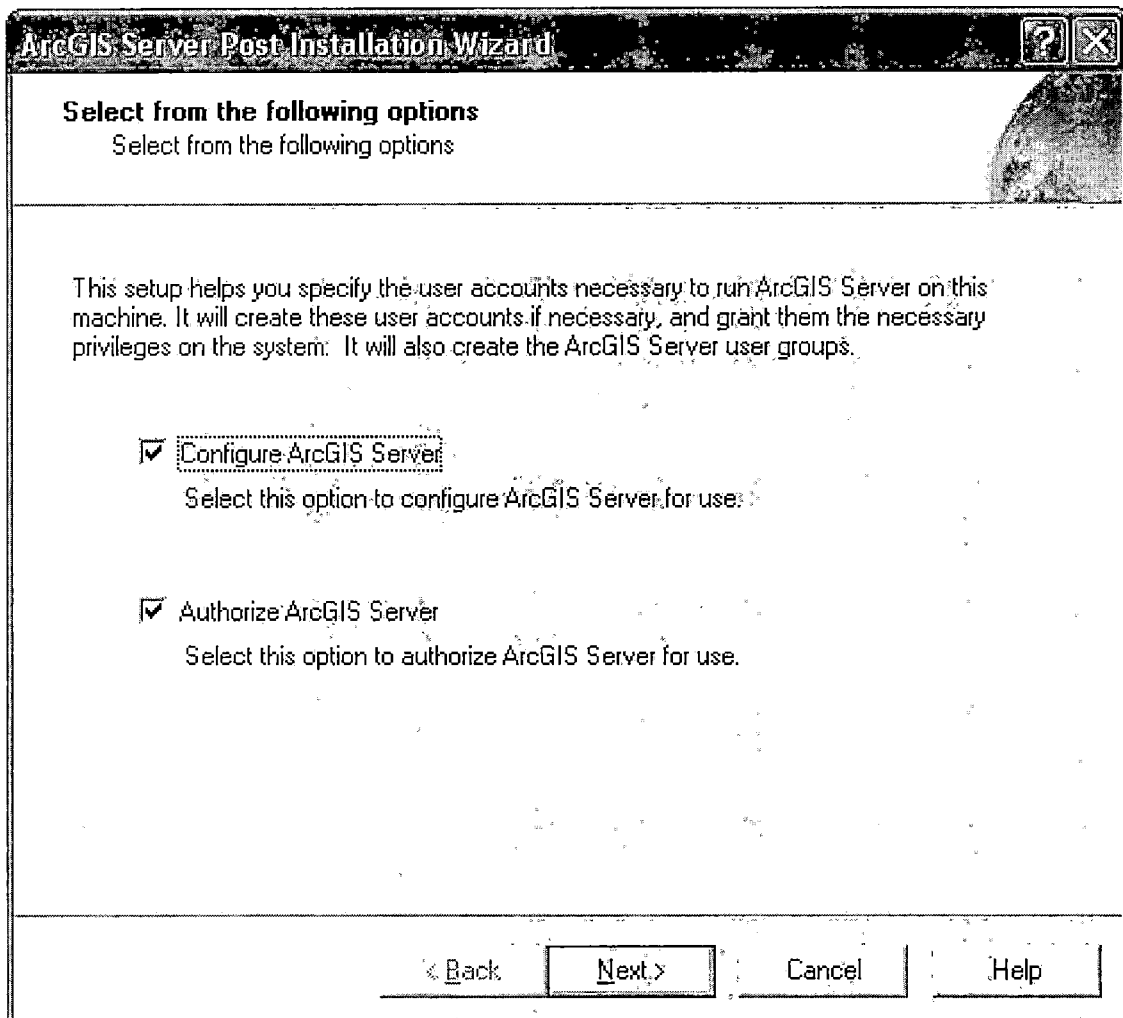 ArcGIS Server Post Installation Wizard
Select from the following options
Select from the following options
This setup helps you specify the user accounts necessary to run ArcGIS Server on this
machine. It will create these user accounts if necessary, and grant them the necessary
privileges on the system. It will also create the ArcGIS Server user groups.
Configure ArcGIS Server
Select this option to configure ArcGIS Server for use.
Authorize ArcGIS Server
Select this option to authorize ArcGIS Server for use.
< Back
Next >
Cancel
Help